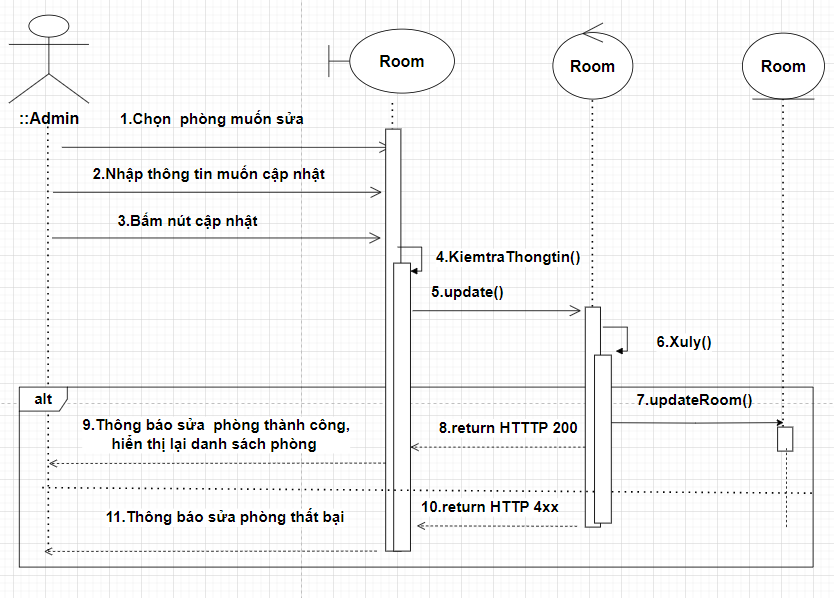 Room
Room
Room
::Admin
1.Chọn phòng muốn sửa
2.Nhập thông tin muốn cập nhật
3.Bấm nút cập nhật
4.KiemtraThongtin()
5.update()
6.Xuly()
alt
7.updateRoom()
9.Thông báo sửa phòng thành công,
hiển thị lại danh sách phòng
8.return HTTTP 200
10.return HTTP 4xx
11.Thông báo sửa phòng thất bại